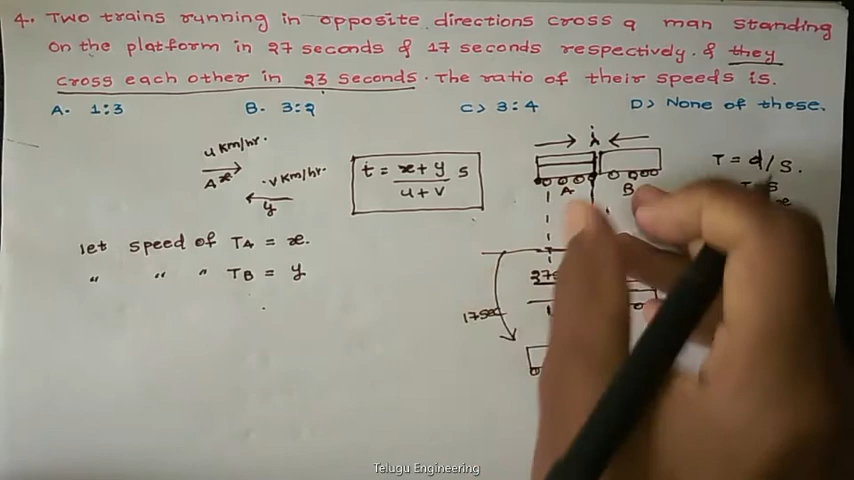 4. Two trains running in opposite directions cross a man standing
on the platform in 27 seconds & 17 seconds respectively. & they
cross each other in 23 seconds. The ratio of their speeds is.
A. 1:3 B. 3:2 C> 3:4 D> None of these.
u km/hr.
A x
v km/hr.
y
t = x+y / u+v s
A B
T = d/s.
let speed of TA = x.
" " " TB = y
17sec
Telugu Engineering